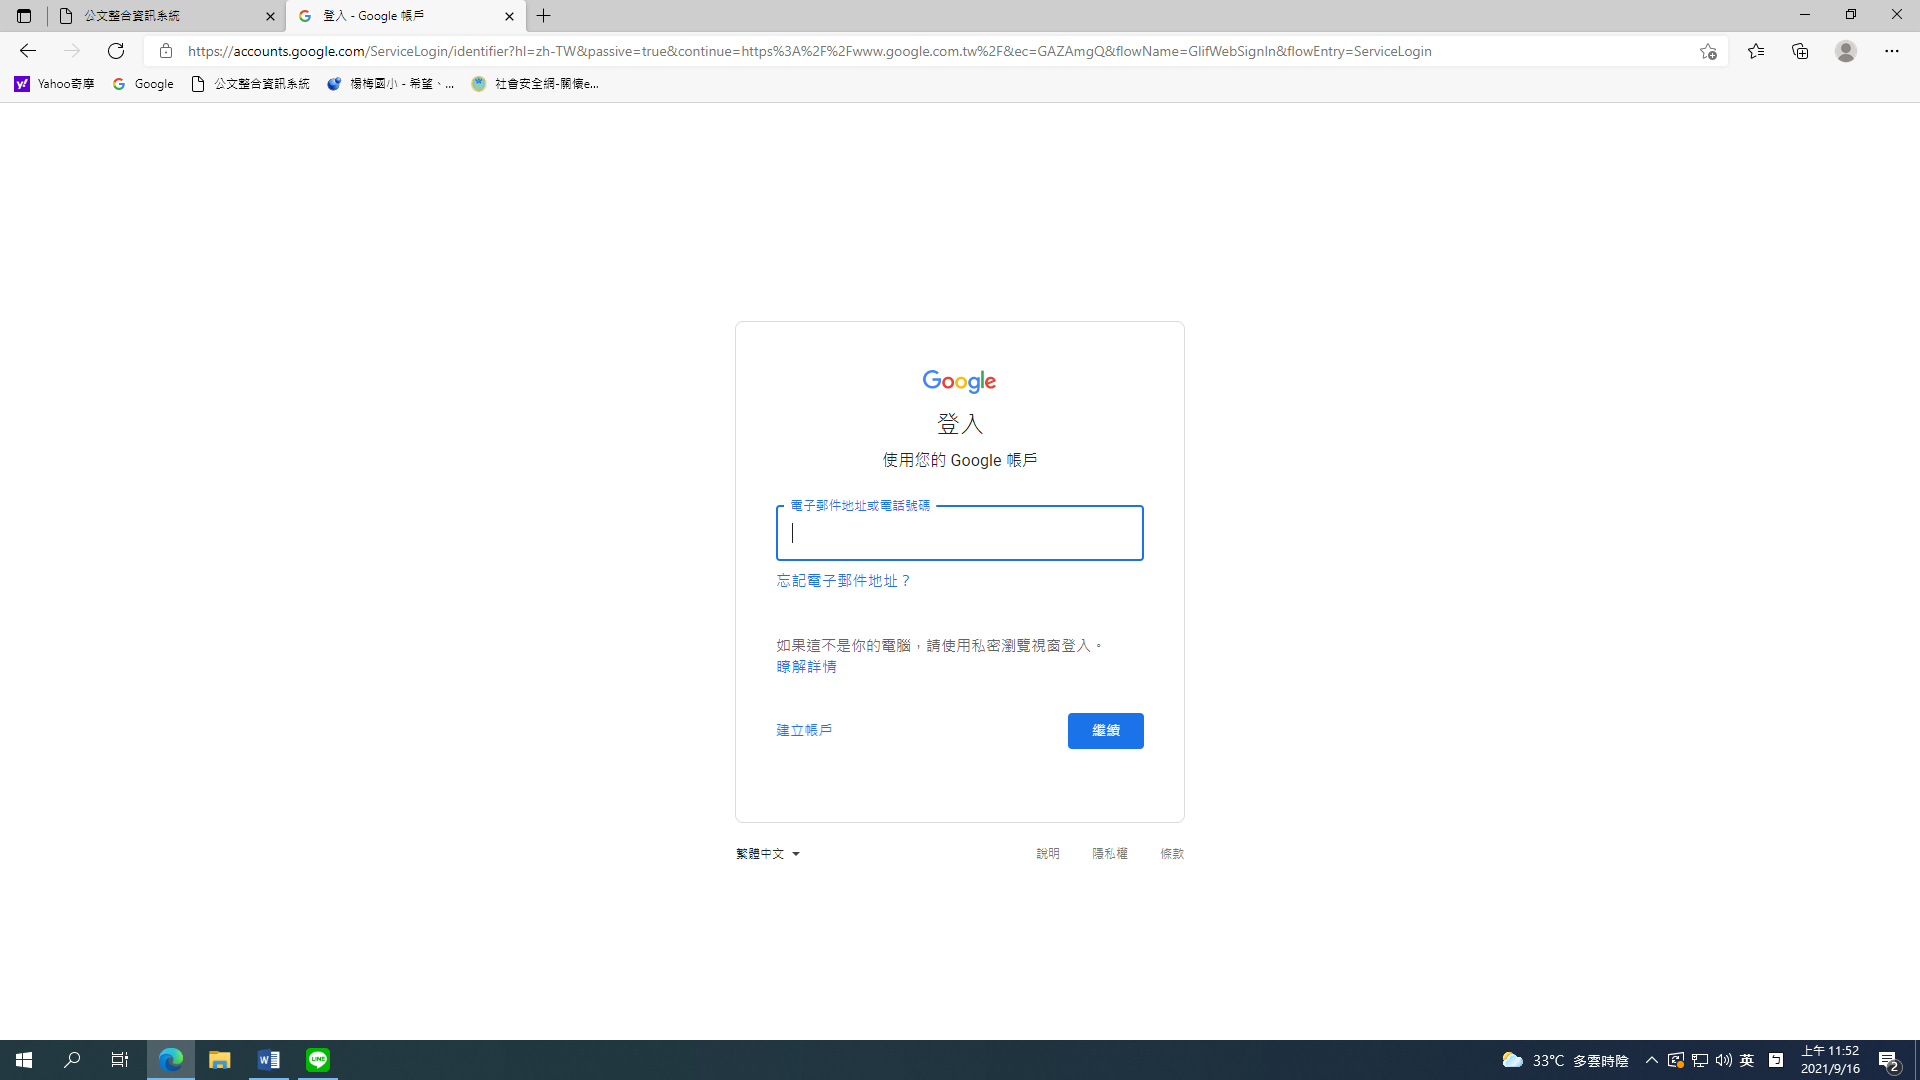 公文整合資訊系統
登入 - Google 帳戶
https://accounts.google.com/ServiceLogin/identifier?hl=zh-TW&passive=true&continue=https%3A%2F%2Fwww.google.com.tw%2F&ec=GAZAmgQ&flowName=GlifWebSignIn&flowEntry=ServiceLogin
y! Yahoo奇摩 Google 公文整合資訊系統 楊梅國小 - 希望、... 社會安全網-關懷e...
Google
登入
使用您的 Google 帳戶
電子郵件地址或電話號碼
忘記電子郵件地址？
如果這不是你的電腦，請使用私密瀏覽視窗登入。
瞭解詳情
建立帳戶 繼續
繁體中文 說明 隱私權 條款
W LINE 33°C 多雲時陰 英 ㄅ 上午 11:52
2021/9/16 2